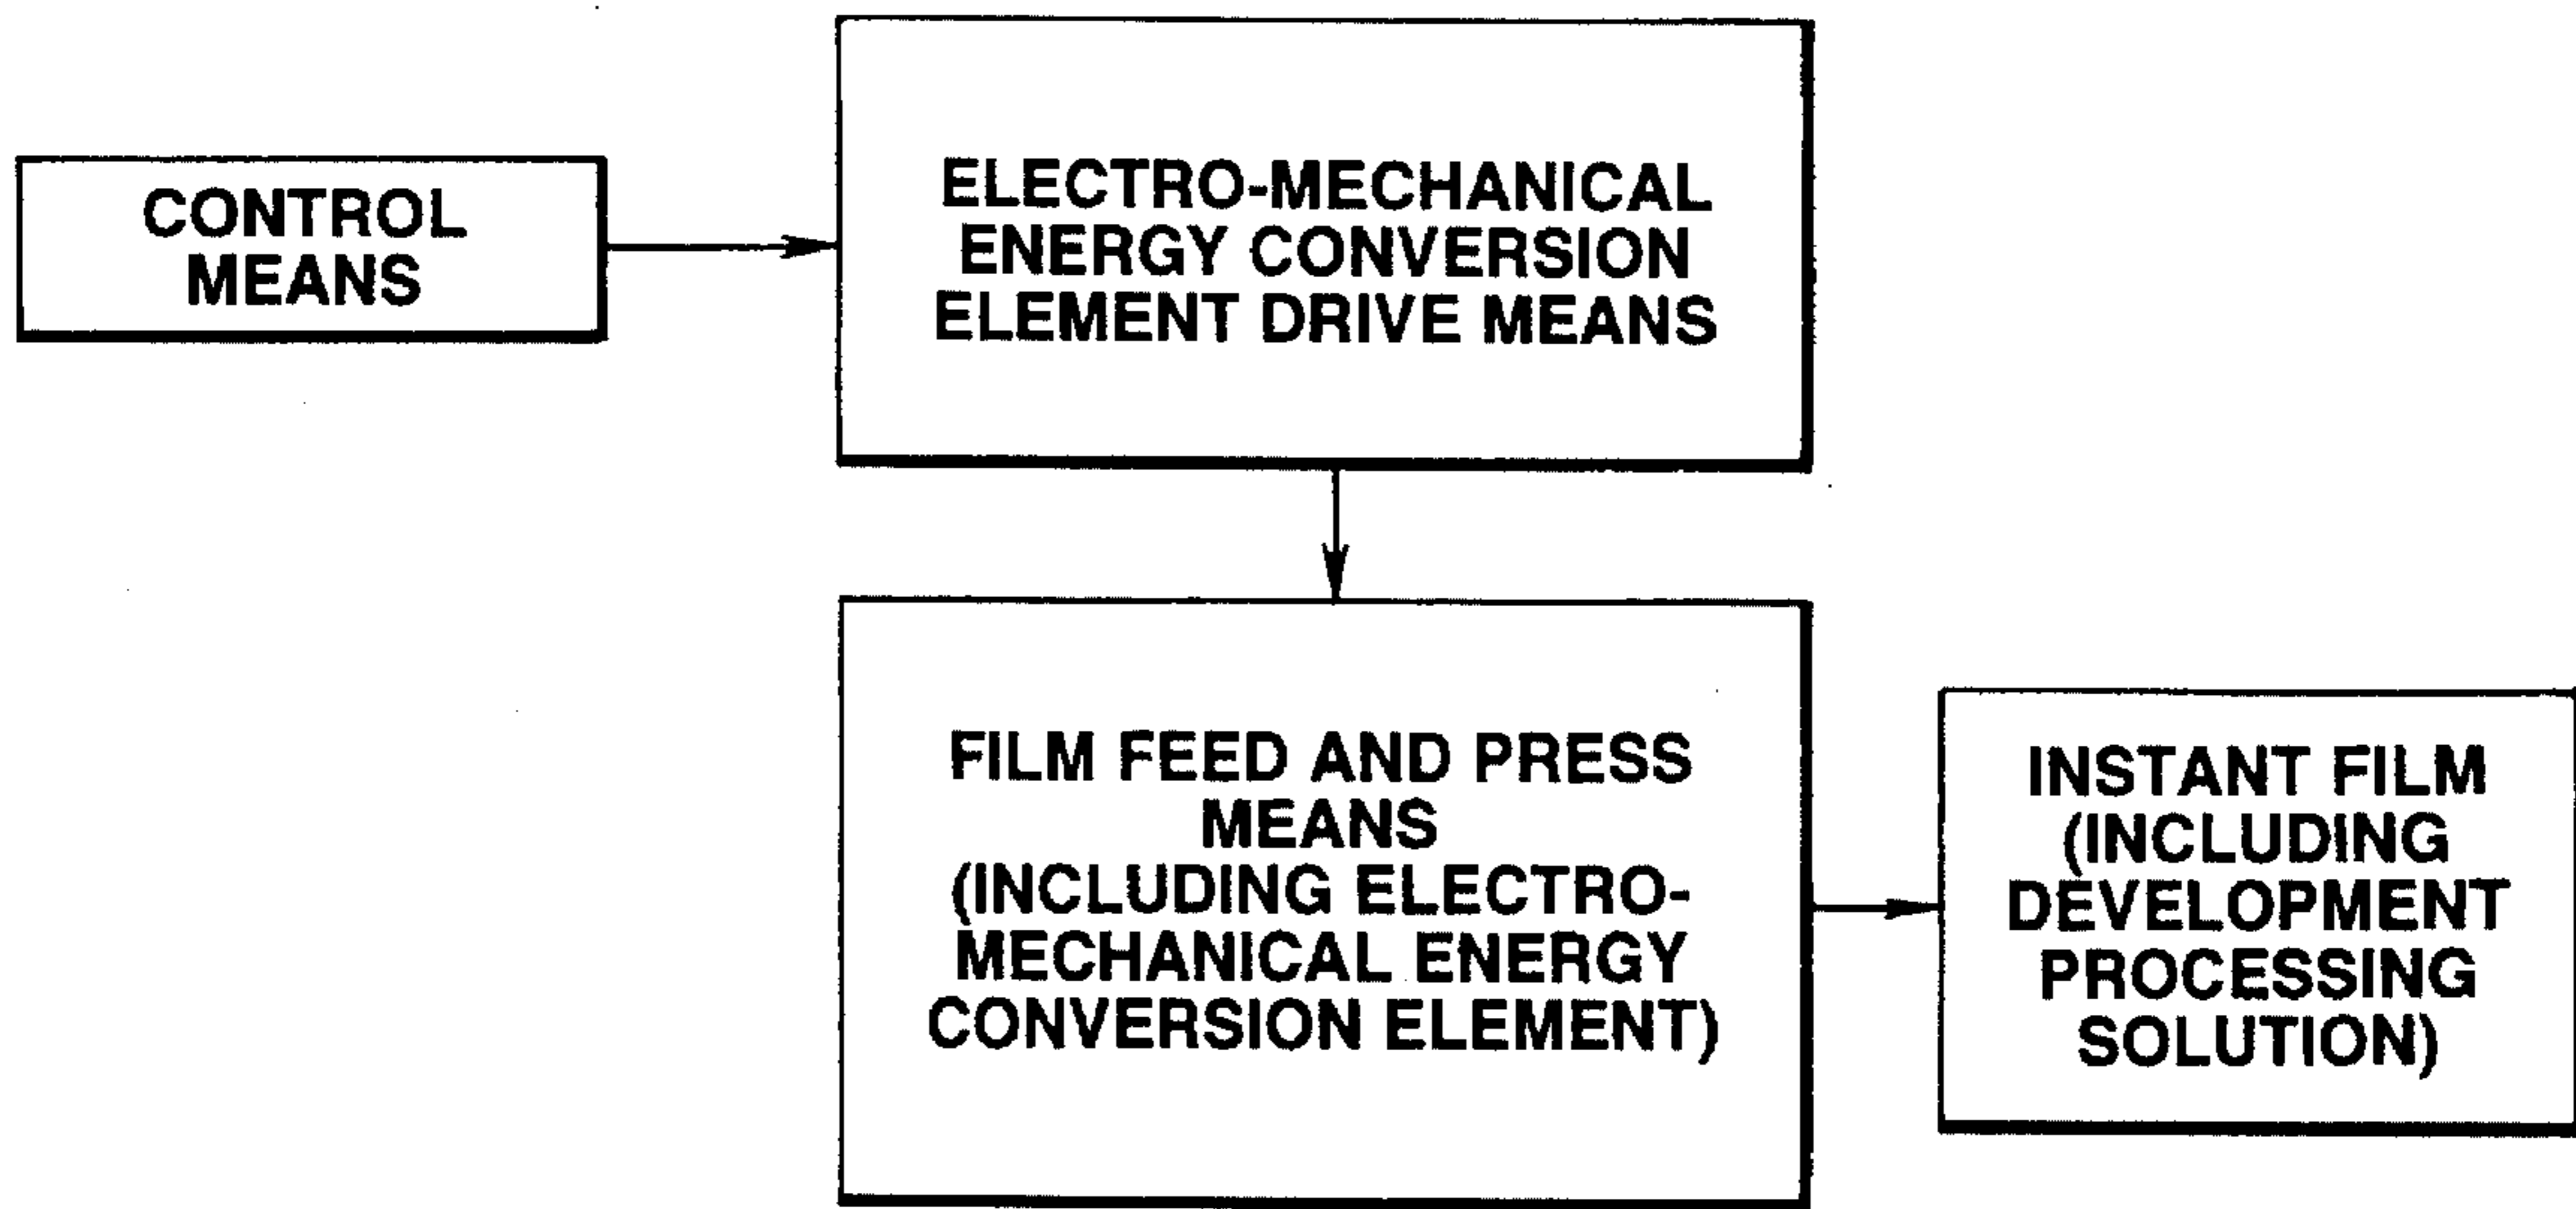 CONTROL
MEANS
ELECTRO-MECHANICAL
ENERGY CONVERSION
ELEMENT DRIVE MEANS
FILM FEED AND PRESS
MEANS
(INCLUDING ELECTRO-
MECHANICAL ENERGY
CONVERSION ELEMENT)
INSTANT FILM
(INCLUDING
DEVELOPMENT
PROCESSING
SOLUTION)